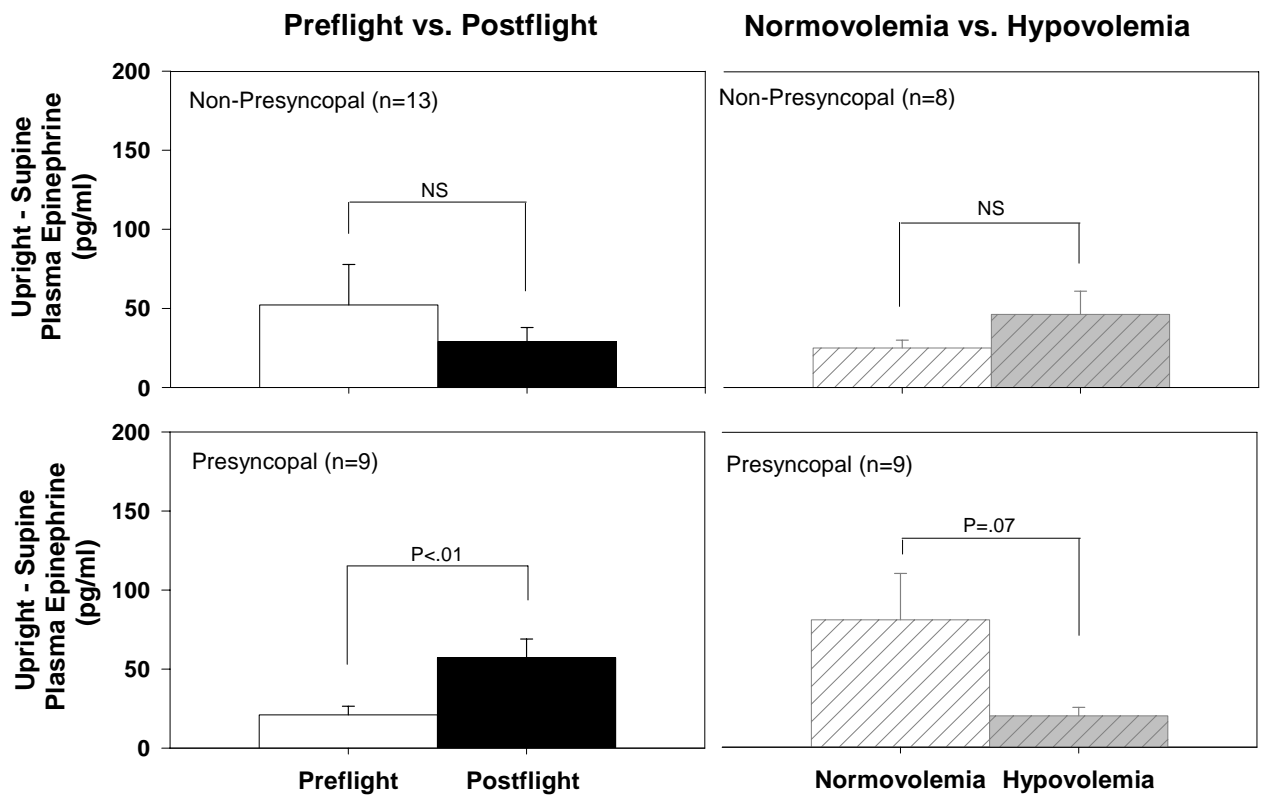 Preflight vs. Postflight
Normovolemia vs. Hypovolemia
Upright - Supine
Plasma Epinephrine
(pg/ml)
200
150
100
50
0
Non-Presyncopal (n=13)
NS
Non-Presyncopal (n=8)
NS
Upright - Supine
Plasma Epinephrine
(pg/ml)
200
150
100
50
0
Presyncopal (n=9)
P<.01
Presyncopal (n=9)
P=.07
Preflight
Postflight
Normovolemia
Hypovolemia